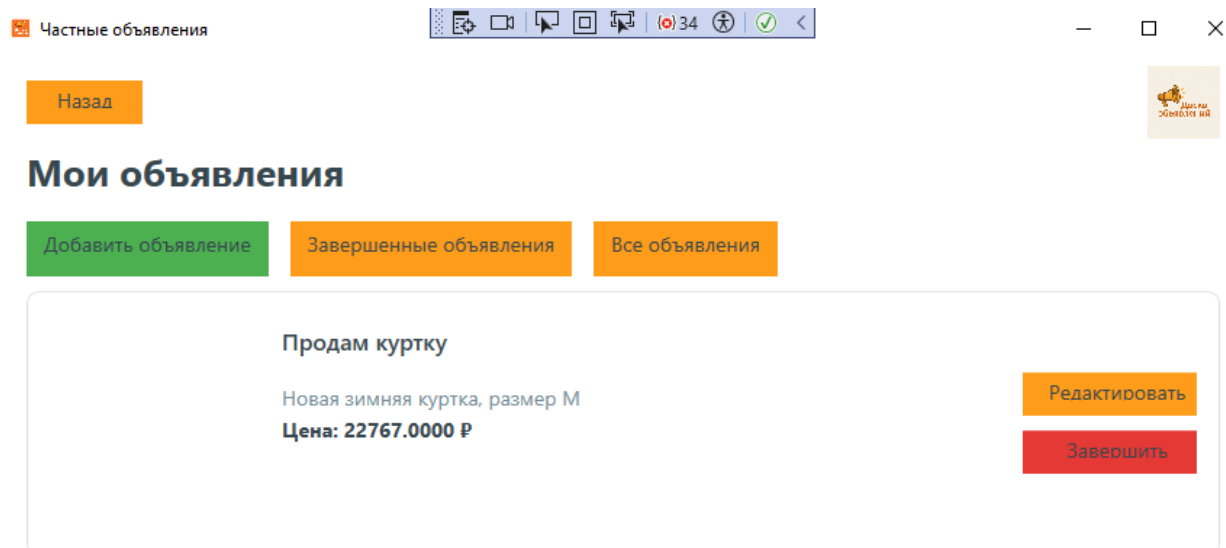 Частные объявления
34
Назад
Мои объявления
Добавить объявление
Завершенные объявления
Все объявления
Продам куртку
Новая зимняя куртка, размер М
Цена: 22767.0000 ₽
Редактировать
Завершить